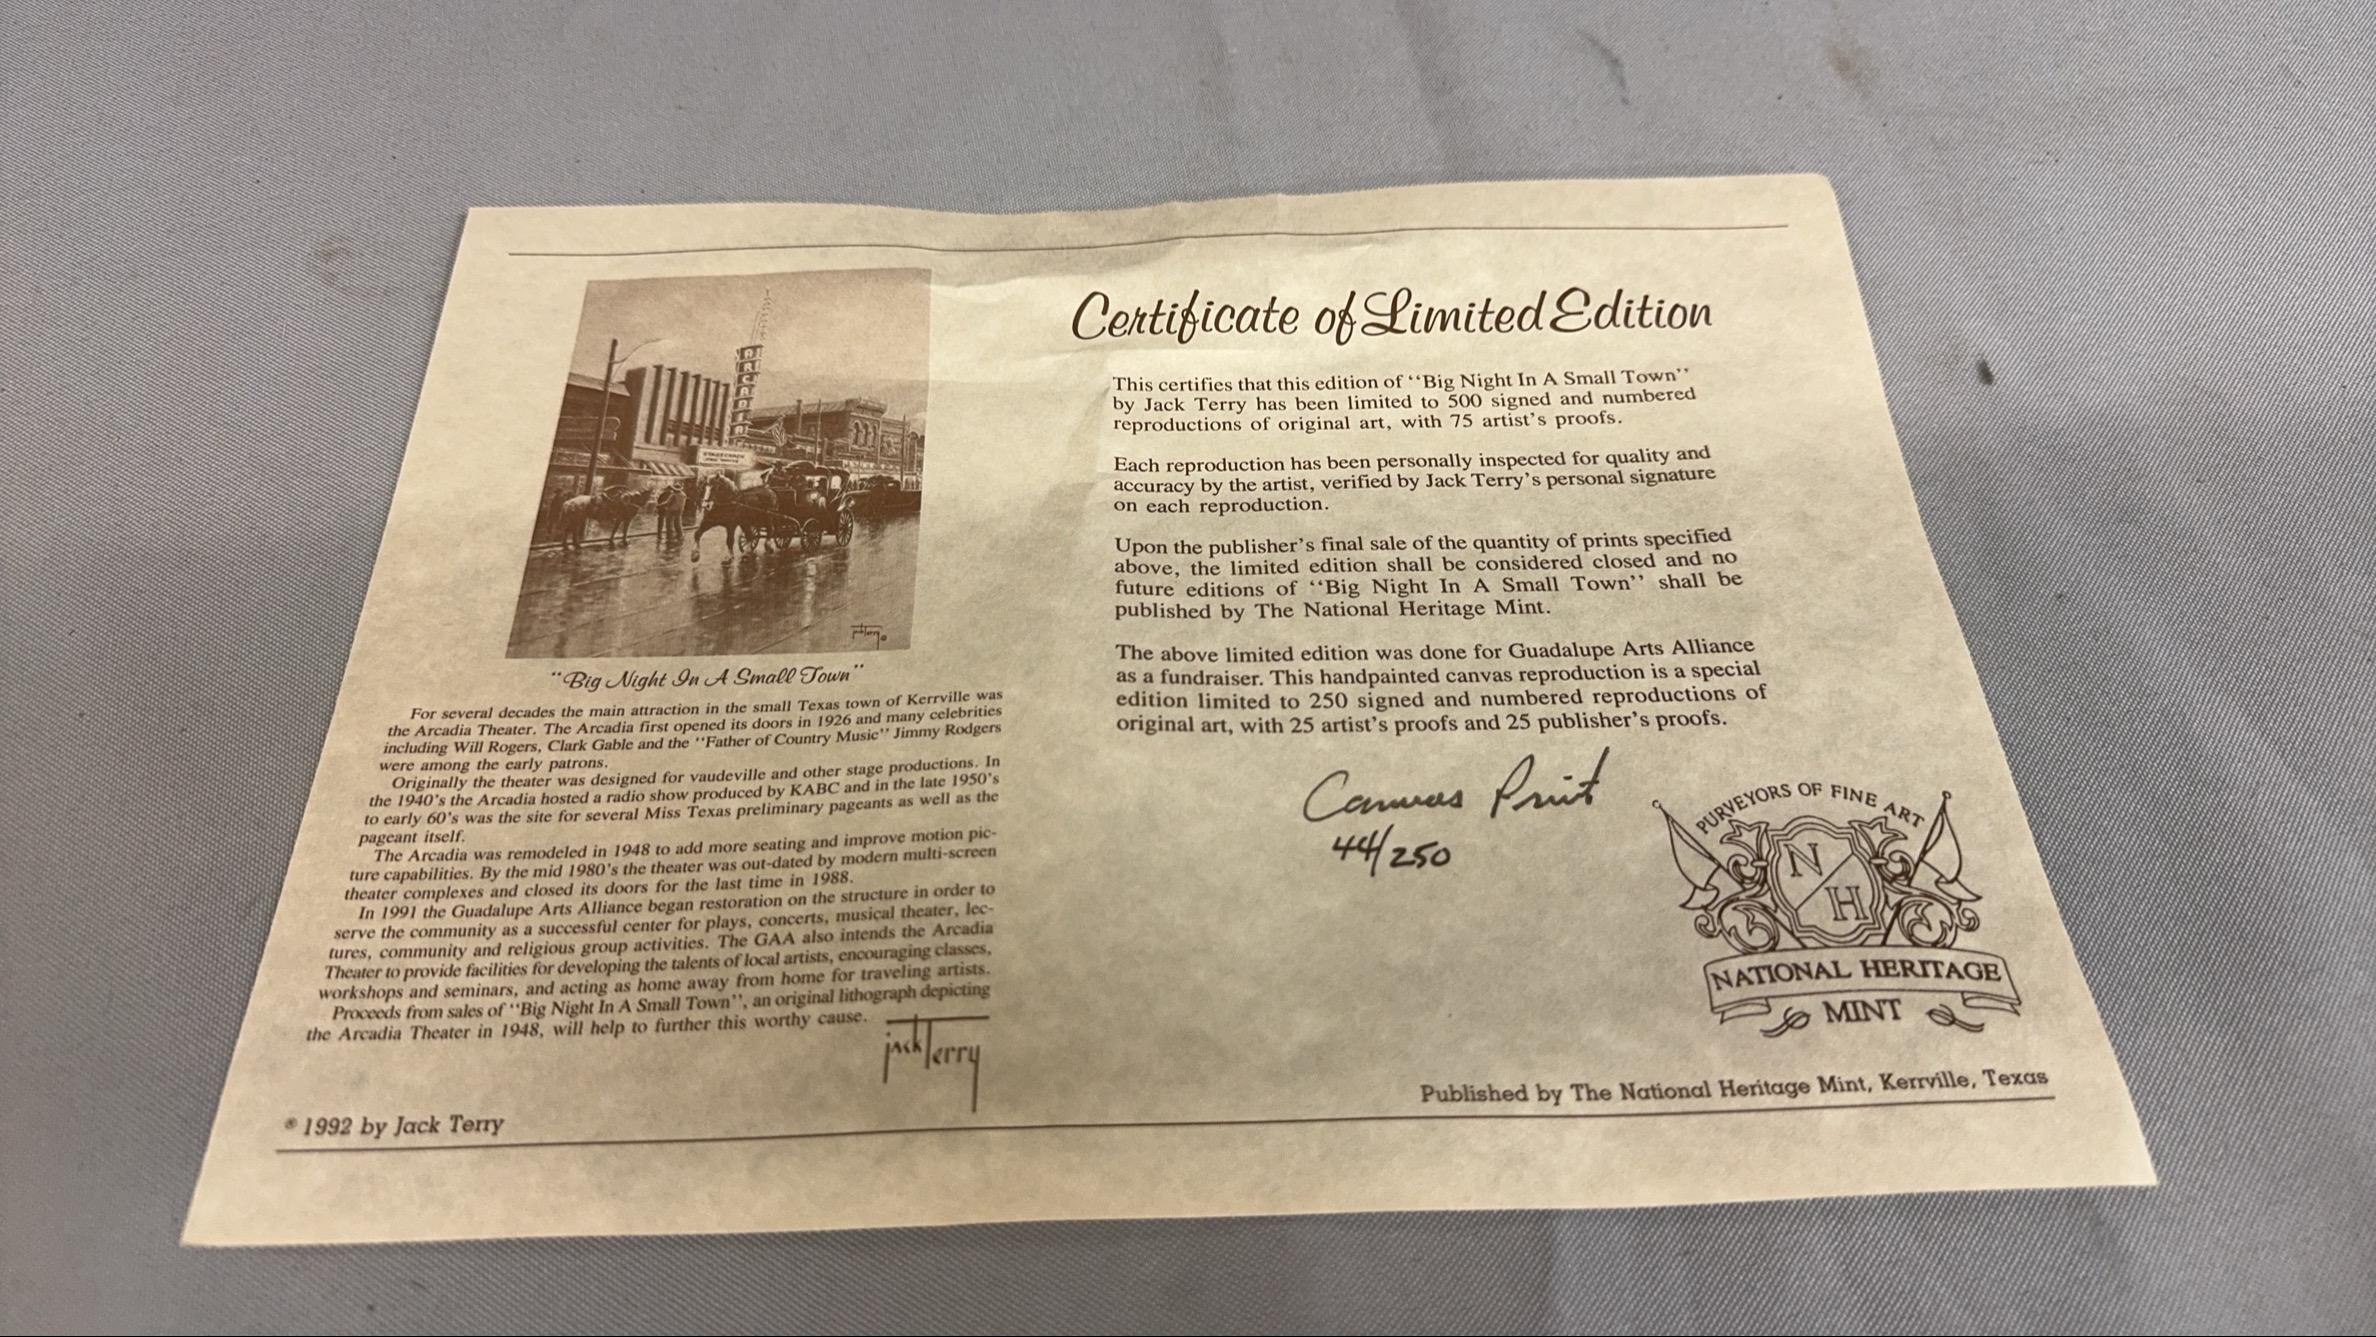 ARCADIA
Jack Terry
"Big Night In A Small Town"
For several decades the main attraction in the small Texas town of Kerrville was
the Arcadia Theater. The Arcadia first opened its doors in 1926 and many celebrities
including Will Rogers, Clark Gable and the "Father of Country Music" Jimmy Rodgers
were among the early patrons.
Originally the theater was designed for vaudeville and other stage productions. In
the 1940's the Arcadia hosted a radio show produced by KABC and in the late 1950's
to early 60's was the site for several Miss Texas preliminary pageants as well as the
pageant itself.
The Arcadia was remodeled in 1948 to add more seating and improve motion pic-
ture capabilities. By the mid 1980's the theater was out-dated by modern multi-screen
theater complexes and closed its doors for the last time in 1988.
In 1991 the Guadalupe Arts Alliance began restoration on the structure in order to
serve the community as a successful center for plays, concerts, musical theater, lec-
tures, community and religious group activities. The GAA also intends the Arcadia
Theater to provide facilities for developing the talents of local artists, encouraging classes,
workshops and seminars, and acting as home away from home for traveling artists.
Proceeds from sales of "Big Night In A Small Town", an original lithograph depicting
the Arcadia Theater in 1948, will help to further this worthy cause.
jack Terry
© 1992 by Jack Terry
Certificate of Limited Edition
This certifies that this edition of "Big Night In A Small Town"
by Jack Terry has been limited to 500 signed and numbered
reproductions of original art, with 75 artist's proofs.
Each reproduction has been personally inspected for quality and
accuracy by the artist, verified by Jack Terry's personal signature
on each reproduction.
Upon the publisher's final sale of the quantity of prints specified
above, the limited edition shall be considered closed and no
future editions of "Big Night In A Small Town" shall be
published by The National Heritage Mint.
The above limited edition was done for Guadalupe Arts Alliance
as a fundraiser. This handpainted canvas reproduction is a special
edition limited to 250 signed and numbered reproductions of
original art, with 25 artist's proofs and 25 publisher's proofs.
Canvas Print
44/250
PURVEYORS OF FINE ART
N
H
NATIONAL HERITAGE
MINT
Published by The National Heritage Mint, Kerrville, Texas